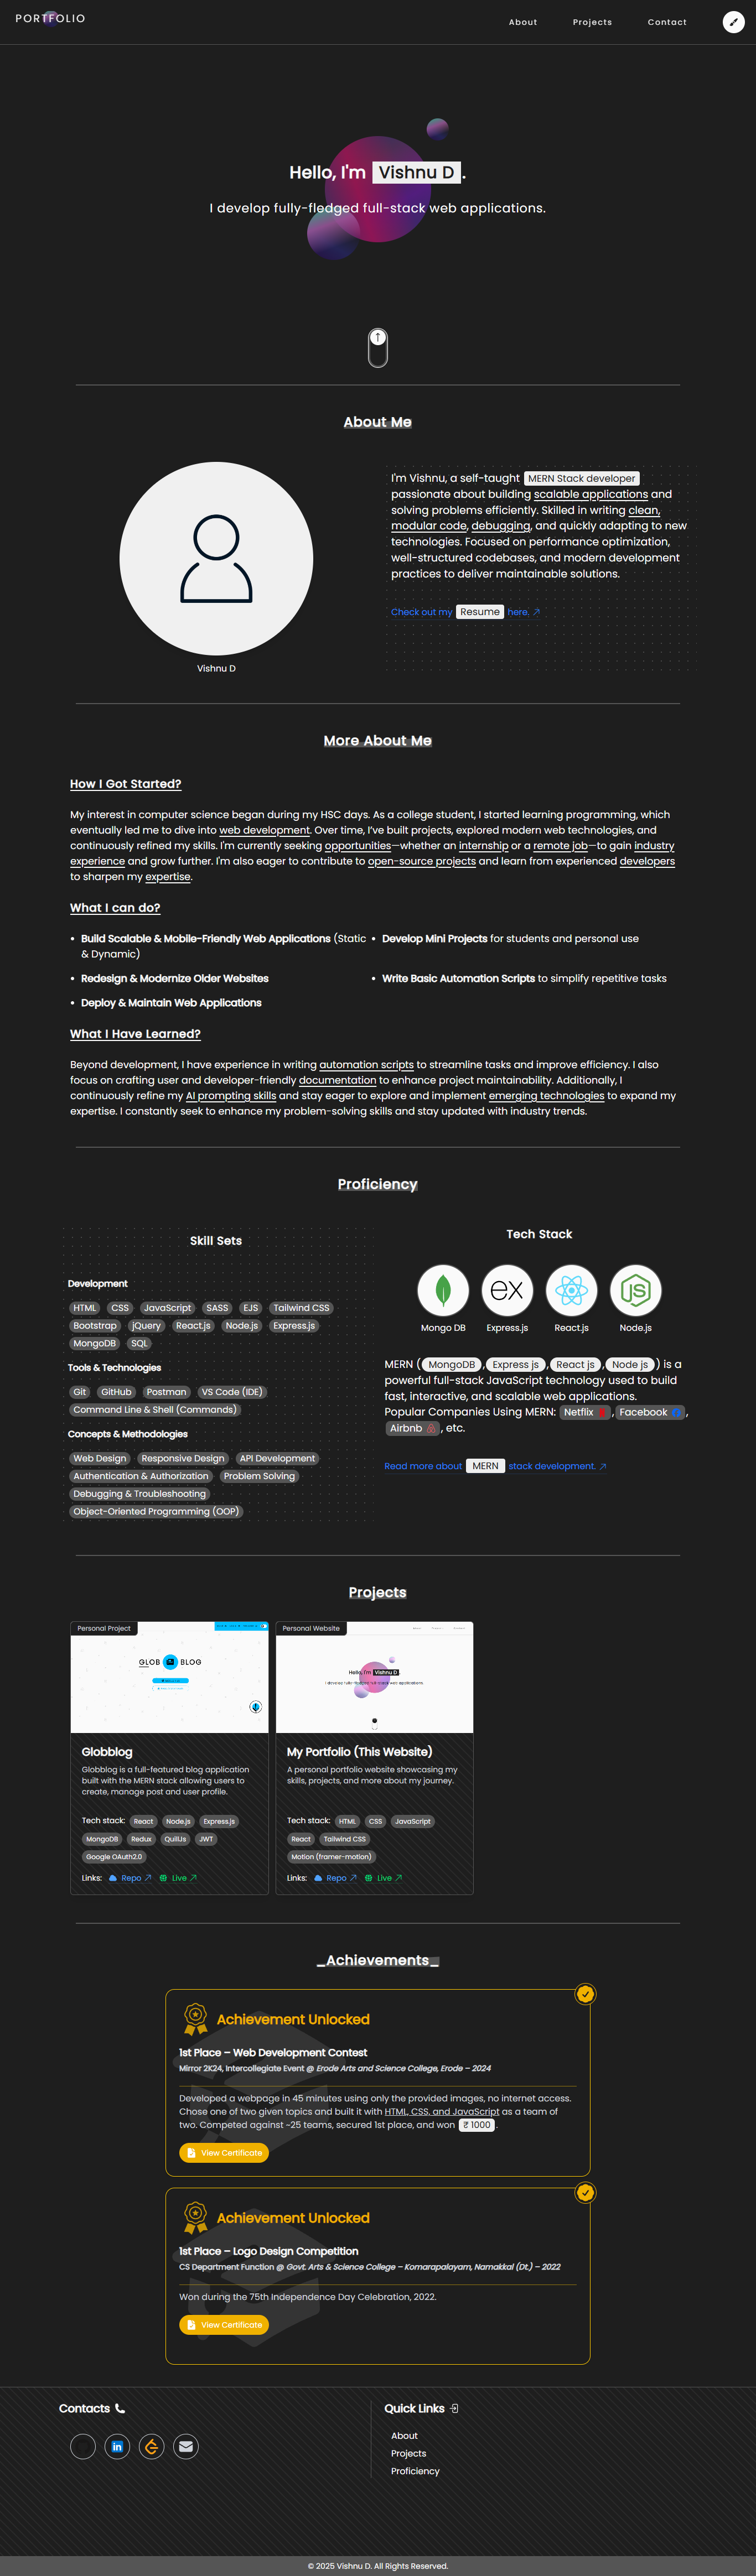 PORTFOLIO
About
Projects
Contact
Hello, I'm Vishnu D.
I develop fully-fledged full-stack web applications.
About Me
Vishnu D
I'm Vishnu, a self-taught MERN Stack developer
passionate about building scalable applications and
solving problems efficiently. Skilled in writing clean,
modular code, debugging, and quickly adapting to new
technologies. Focused on performance optimization,
well-structured codebases, and modern development
practices to deliver maintainable solutions.
Check out my Resume here. ↗
More About Me
How I Got Started?
My interest in computer science began during my HSC days. As a college student, I started learning programming, which
eventually led me to dive into web development. Over time, I've built projects, explored modern web technologies, and
continuously refined my skills. I'm currently seeking opportunities—whether an internship or a remote job—to gain industry
experience and grow further. I'm also eager to contribute to open-source projects and learn from experienced developers
to sharpen my expertise.
What I can do?
• Build Scalable & Mobile-Friendly Web Applications (Static
& Dynamic)
• Develop Mini Projects for students and personal use
• Redesign & Modernize Older Websites
• Write Basic Automation Scripts to simplify repetitive tasks
• Deploy & Maintain Web Applications
What I Have Learned?
Beyond development, I have experience in writing automation scripts to streamline tasks and improve efficiency. I also
focus on crafting user and developer-friendly documentation to enhance project maintainability. Additionally, I
continuously refine my AI prompting skills and stay eager to explore and implement emerging technologies to expand my
expertise. I constantly seek to enhance my problem-solving skills and stay updated with industry trends.
Proficiency
Skill Sets
Development
HTML CSS JavaScript SASS EJS Tailwind CSS
Bootstrap jQuery React.js Node.js Express.js
MongoDB SQL
Tools & Technologies
Git GitHub Postman VS Code (IDE)
Command Line & Shell (Commands)
Concepts & Methodologies
Web Design Responsive Design API Development
Authentication & Authorization Problem Solving
Debugging & Troubleshooting
Object-Oriented Programming (OOP)
Tech Stack
ex
JS
Mongo DB Express.js React.js Node.js
MERN ( MongoDB , Express js , React js , Node js ) is a
powerful full-stack JavaScript technology used to build
fast, interactive, and scalable web applications.
Popular Companies Using MERN: Netflix , Facebook ,
Airbnb , etc.
Read more about MERN stack development. ↗
Projects
Personal Project
GLOB BLOG
Globblog
Globblog is a full-featured blog application
built with the MERN stack allowing users to
create, manage post and user profile.
Tech stack: React Node.js Express.js
MongoDB Redux QuillJs JWT
Google OAuth2.0
Links: Repo ↗ Live ↗
Personal Website
Hello, I'm Vishnu D.
I develop fully-fledged full-stack web applications.
My Portfolio (This Website)
A personal portfolio website showcasing my
skills, projects, and more about my journey.
Tech stack: HTML CSS JavaScript
React Tailwind CSS
Motion (framer-motion)
Links: Repo ↗ Live ↗
_Achievements_
Achievement Unlocked
1st Place – Web Development Contest
Mirror 2K24, Intercollegiate Event @ Erode Arts and Science College, Erode – 2024
Developed a webpage in 45 minutes using only the provided images, no internet access.
Chose one of two given topics and built it with HTML, CSS, and JavaScript as a team of
two. Competed against ~25 teams, secured 1st place, and won ₹ 1000 .
View Certificate
Achievement Unlocked
1st Place – Logo Design Competition
CS Department Function @ Govt. Arts & Science College – Komarapalayam, Namakkal (Dt.) – 2022
Won during the 75th Independence Day Celebration, 2022.
View Certificate
Contacts
in
Quick Links
About
Projects
Proficiency
© 2025 Vishnu D. All Rights Reserved.